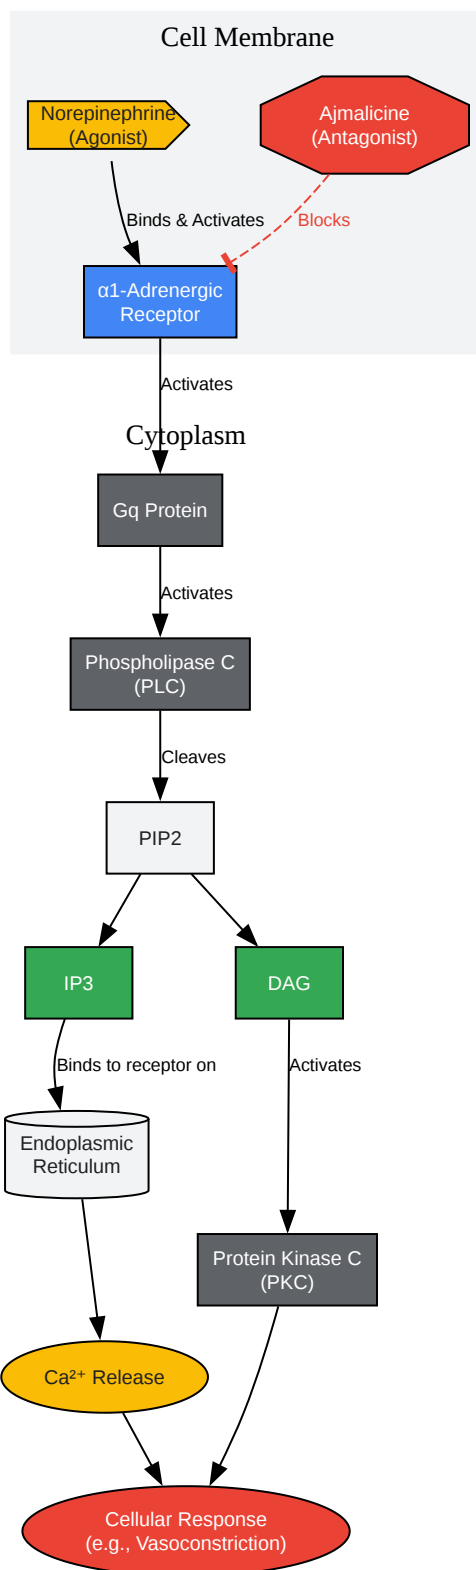 Cell Membrane
Norepinephrine
(Agonist)
Ajmalicine
(Antagonist)
Binds & Activates
Blocks
α1-Adrenergic
Receptor
Activates
Cytoplasm
Gq Protein
Activates
Phospholipase C
(PLC)
Cleaves
PIP2
IP3
DAG
Binds to receptor on
Activates
Endoplasmic
Reticulum
Protein Kinase C
(PKC)
Ca²⁺ Release
Cellular Response
(e.g., Vasoconstriction)